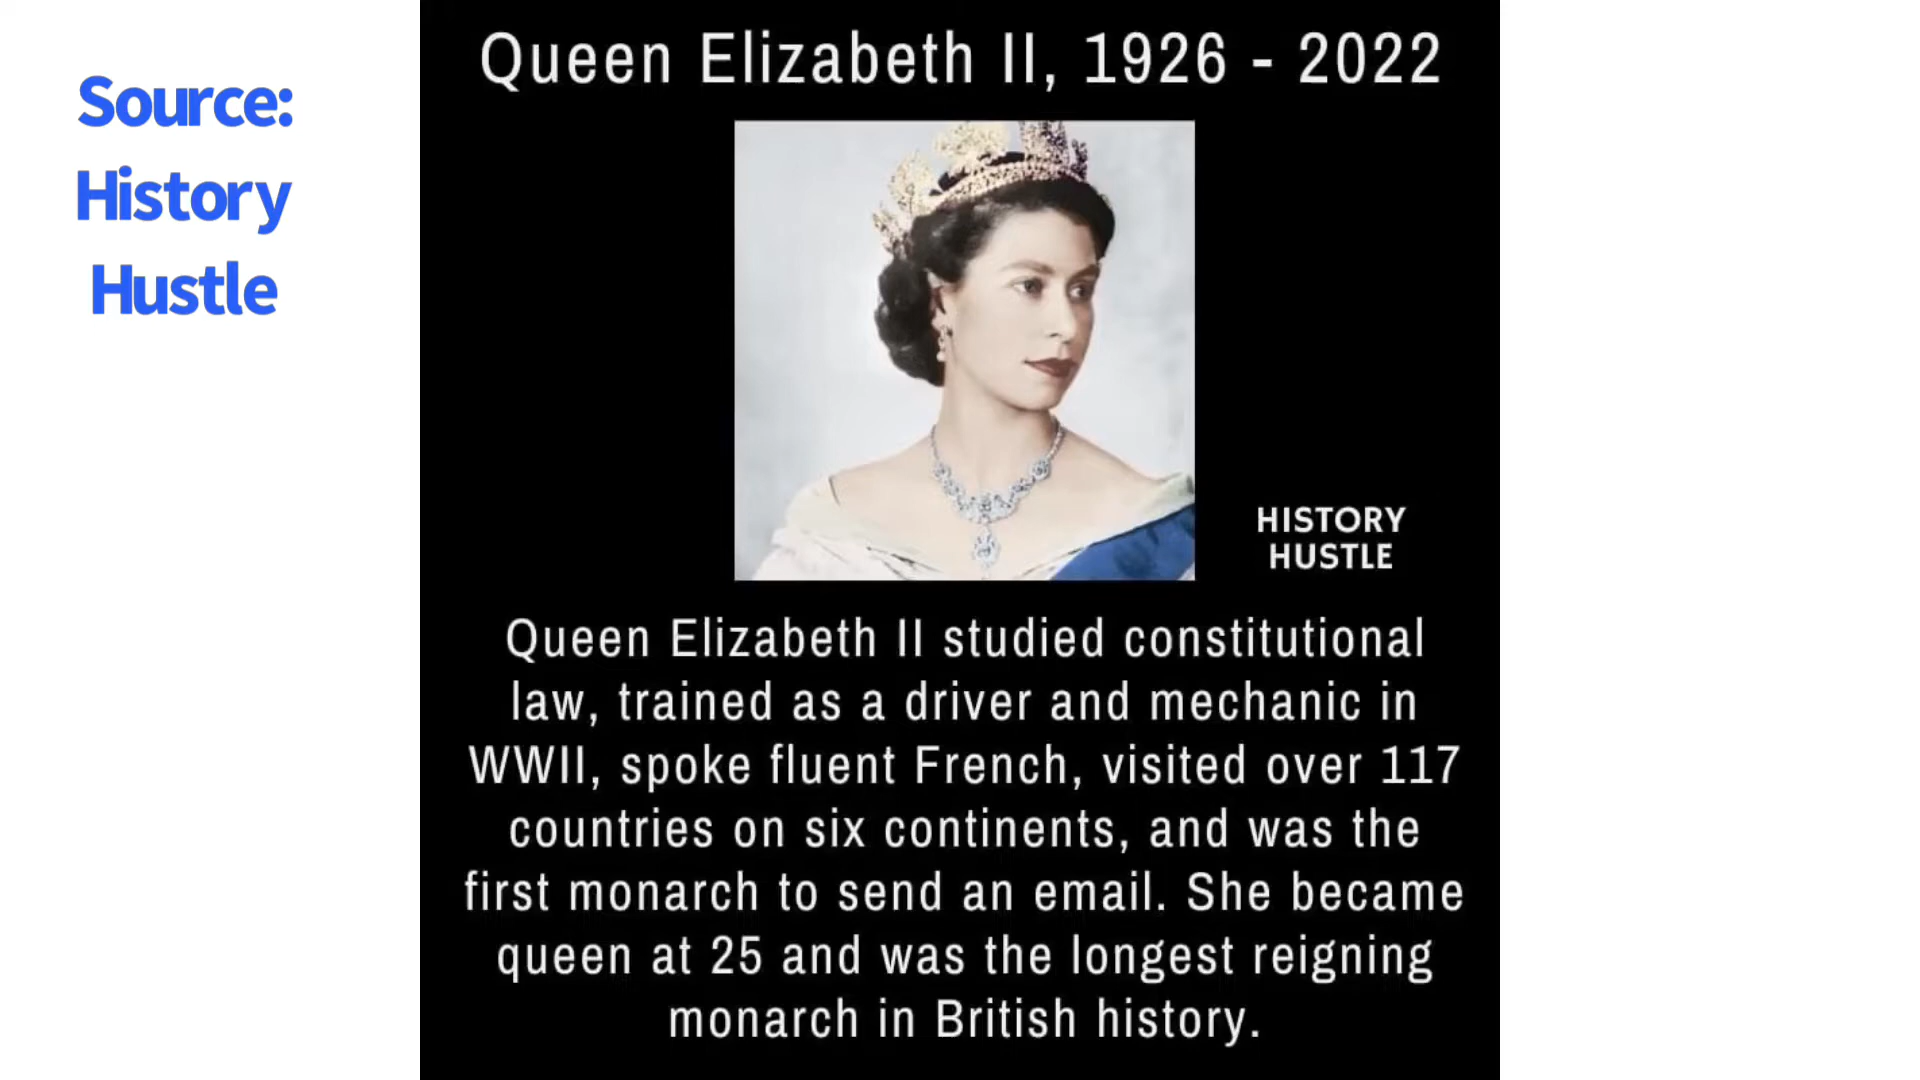 Source:
History
Hustle
Queen Elizabeth II, 1926 - 2022
HISTORY
HUSTLE
Queen Elizabeth II studied constitutional
law, trained as a driver and mechanic in
WWII, spoke fluent French, visited over 117
countries on six continents, and was the
first monarch to send an email. She became
queen at 25 and was the longest reigning
monarch in British history.